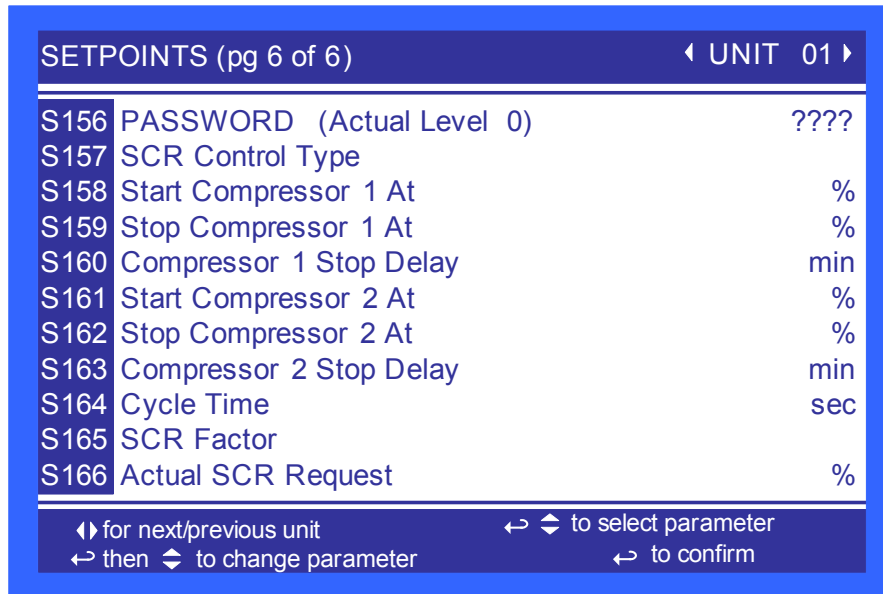 SETPOINTS (pg 6 of 6) UNIT 01
S156 PASSWORD (Actual Level 0) ????
S157 SCR Control Type
S158 Start Compressor 1 At %
S159 Stop Compressor 1 At %
S160 Compressor 1 Stop Delay min
S161 Start Compressor 2 At %
S162 Stop Compressor 2 At %
S163 Compressor 2 Stop Delay min
S164 Cycle Time sec
S165 SCR Factor
S166 Actual SCR Request %
for next/previous unit to select parameter
then to change parameter to confirm